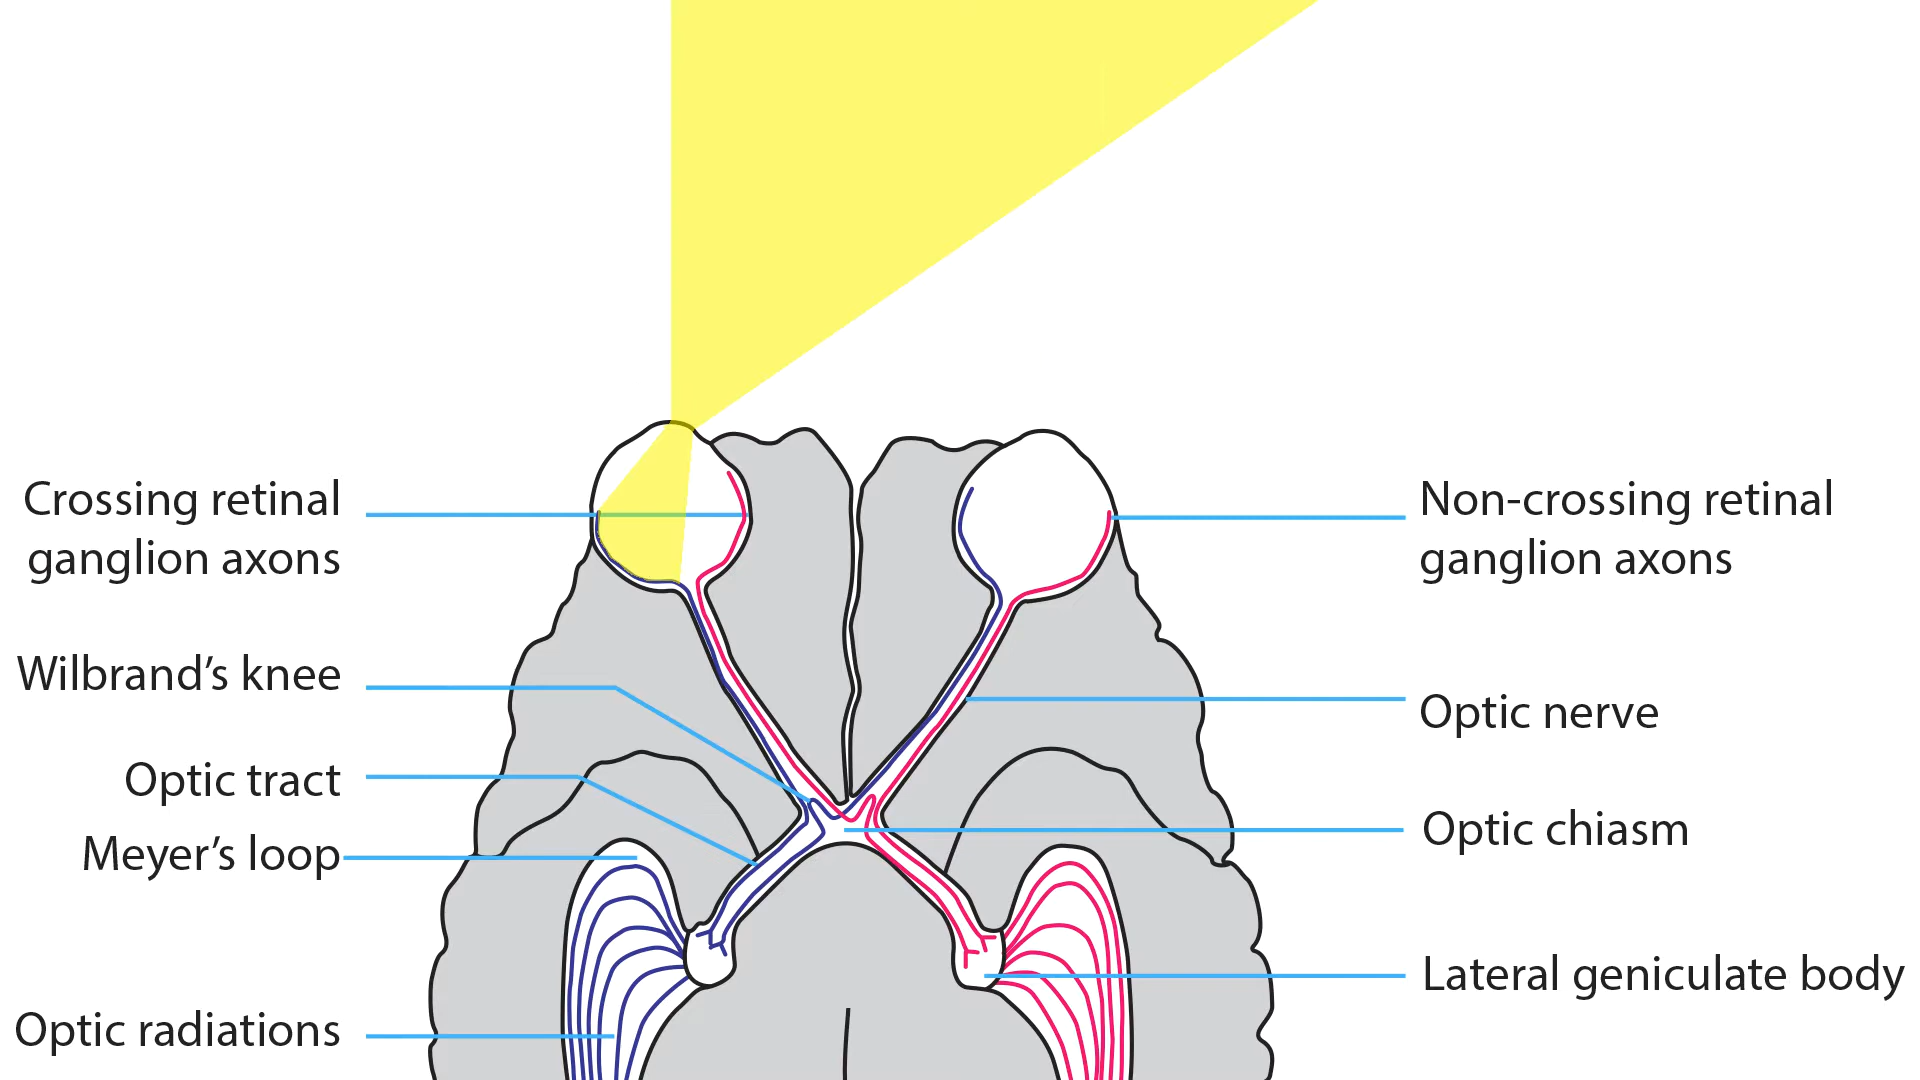 Crossing retinal
ganglion axons
Wilbrand’s knee
Optic tract
Meyer’s loop
Optic radiations
Non-crossing retinal
ganglion axons
Optic nerve
Optic chiasm
Lateral geniculate body